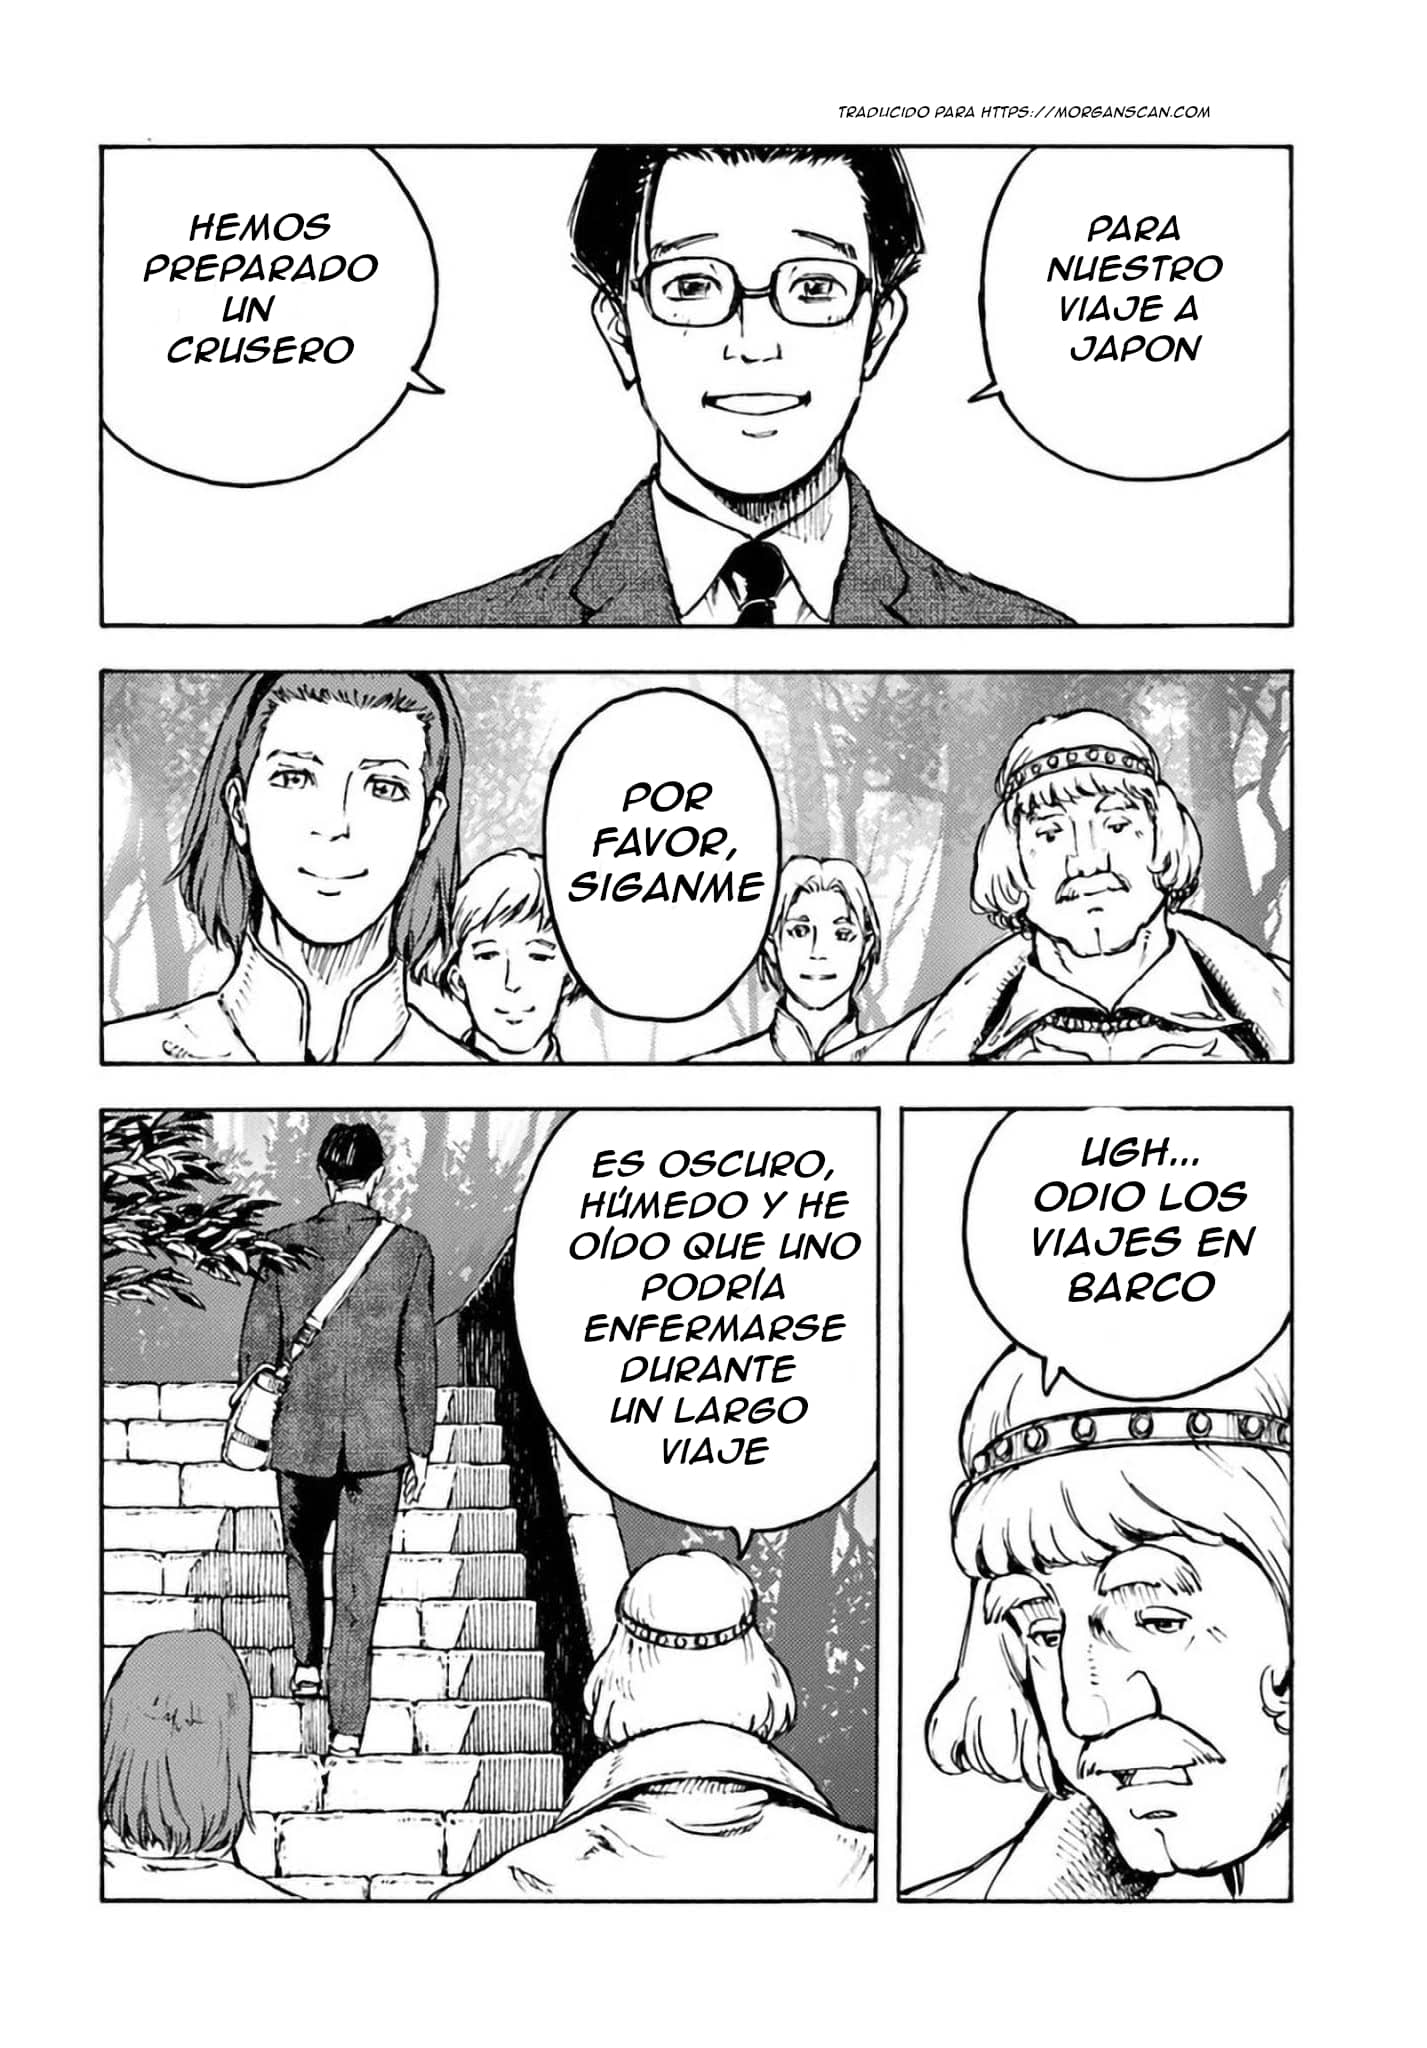 TRADUCIDO PARA HTTPS://MORGANSCAN.COM
PARA
NUESTRO
VIAJE A
JAPON
HEMOS
PREPARADO
UN
CRUSERO
POR
FAVOR,
SIGANME
UGH...
ODIO LOS
VIAJES EN
BARCO
ES OSCURO,
HÚMEDO Y HE
OÍDO QUE UNO
PODRÍA
ENFERMARSE
DURANTE
UN LARGO
VIAJE